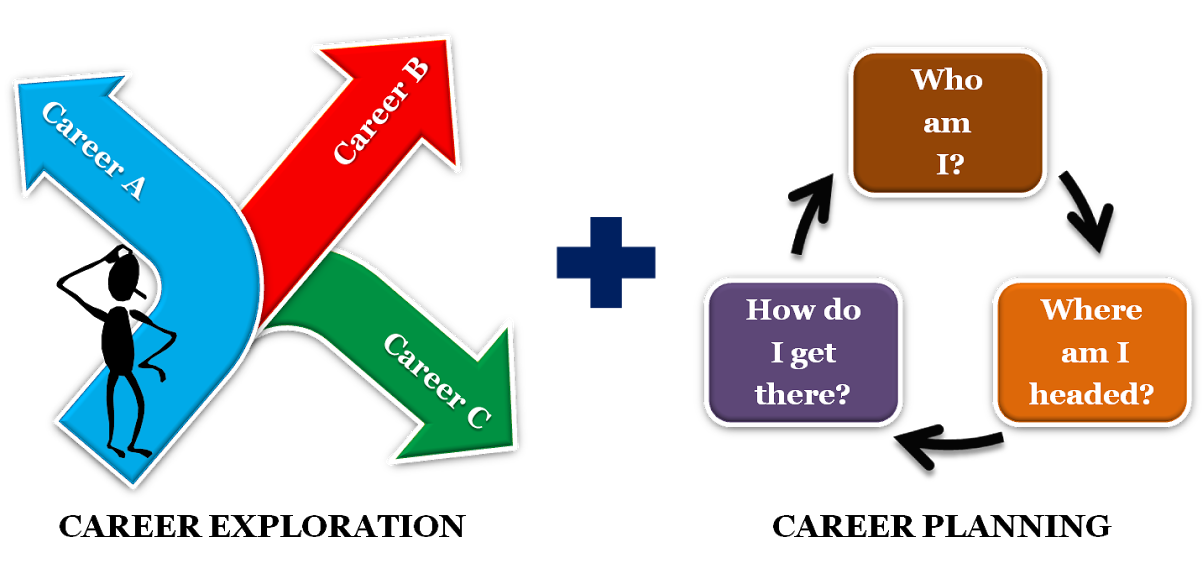 Career A
Career B
Career C
CAREER EXPLORATION
Who
am
I?
Where
am I
headed?
How do
I get
there?
CAREER PLANNING